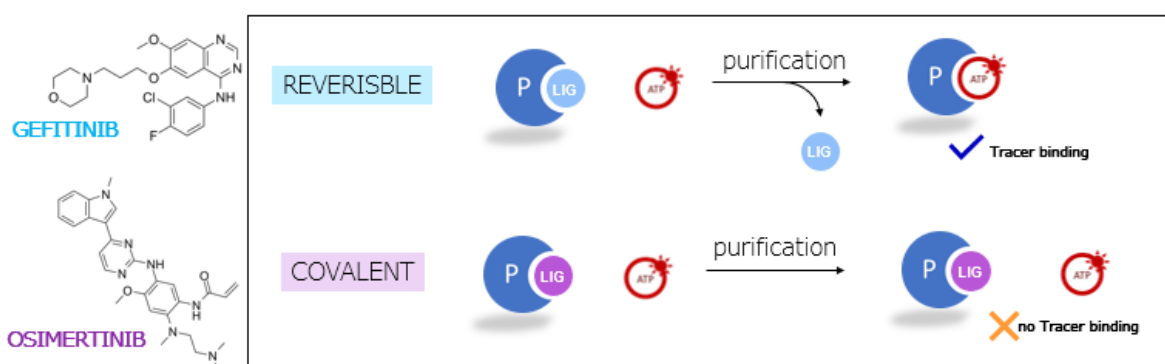 GEFITINIB
OSIMERTINIB
REVERISBLE
P
LIG
ATP
purification
LIG
P
ATP
Tracer binding
COVALENT
P
LIG
ATP
purification
P
LIG
ATP
no Tracer binding
O
N
N
N
O
O
NH
Cl
F
N
N
N
NH
O
O
NH
N
N